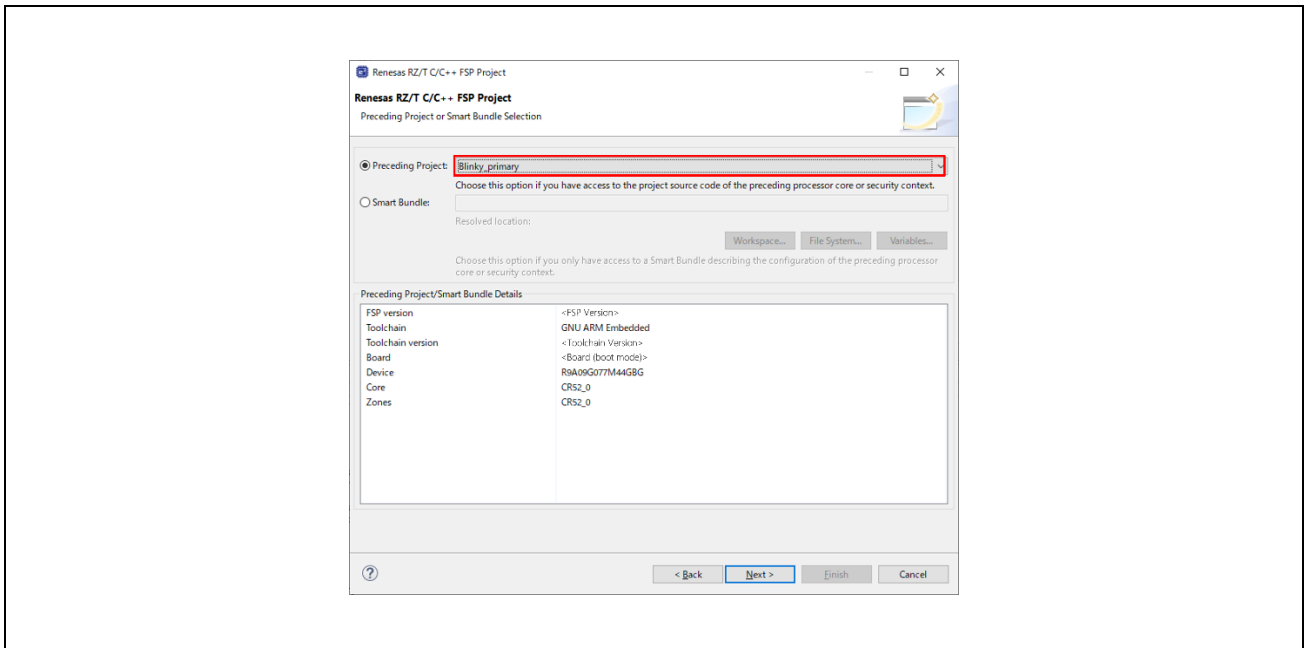 Renesas RZ/T C/C++ FSP Project
Renesas RZ/T C/C++ FSP Project
Preceding Project or Smart Bundle Selection
Preceding Project: Blinky_primary
Choose this option if you have access to the project source code of the preceding processor core or security context.
Smart Bundle:
Resolved location:
Workspace... File System... Variables...
Choose this option if you only have access to a Smart Bundle describing the configuration of the preceding processor
core or security context.
Preceding Project/Smart Bundle Details
FSP version <FSP Version>
Toolchain GNU ARM Embedded
Toolchain version <Toolchain Version>
Board <Board (boot mode)>
Device R9A09G077M44GBG
Core CR52_0
Zones CR52_0
? < Back Next > Finish Cancel